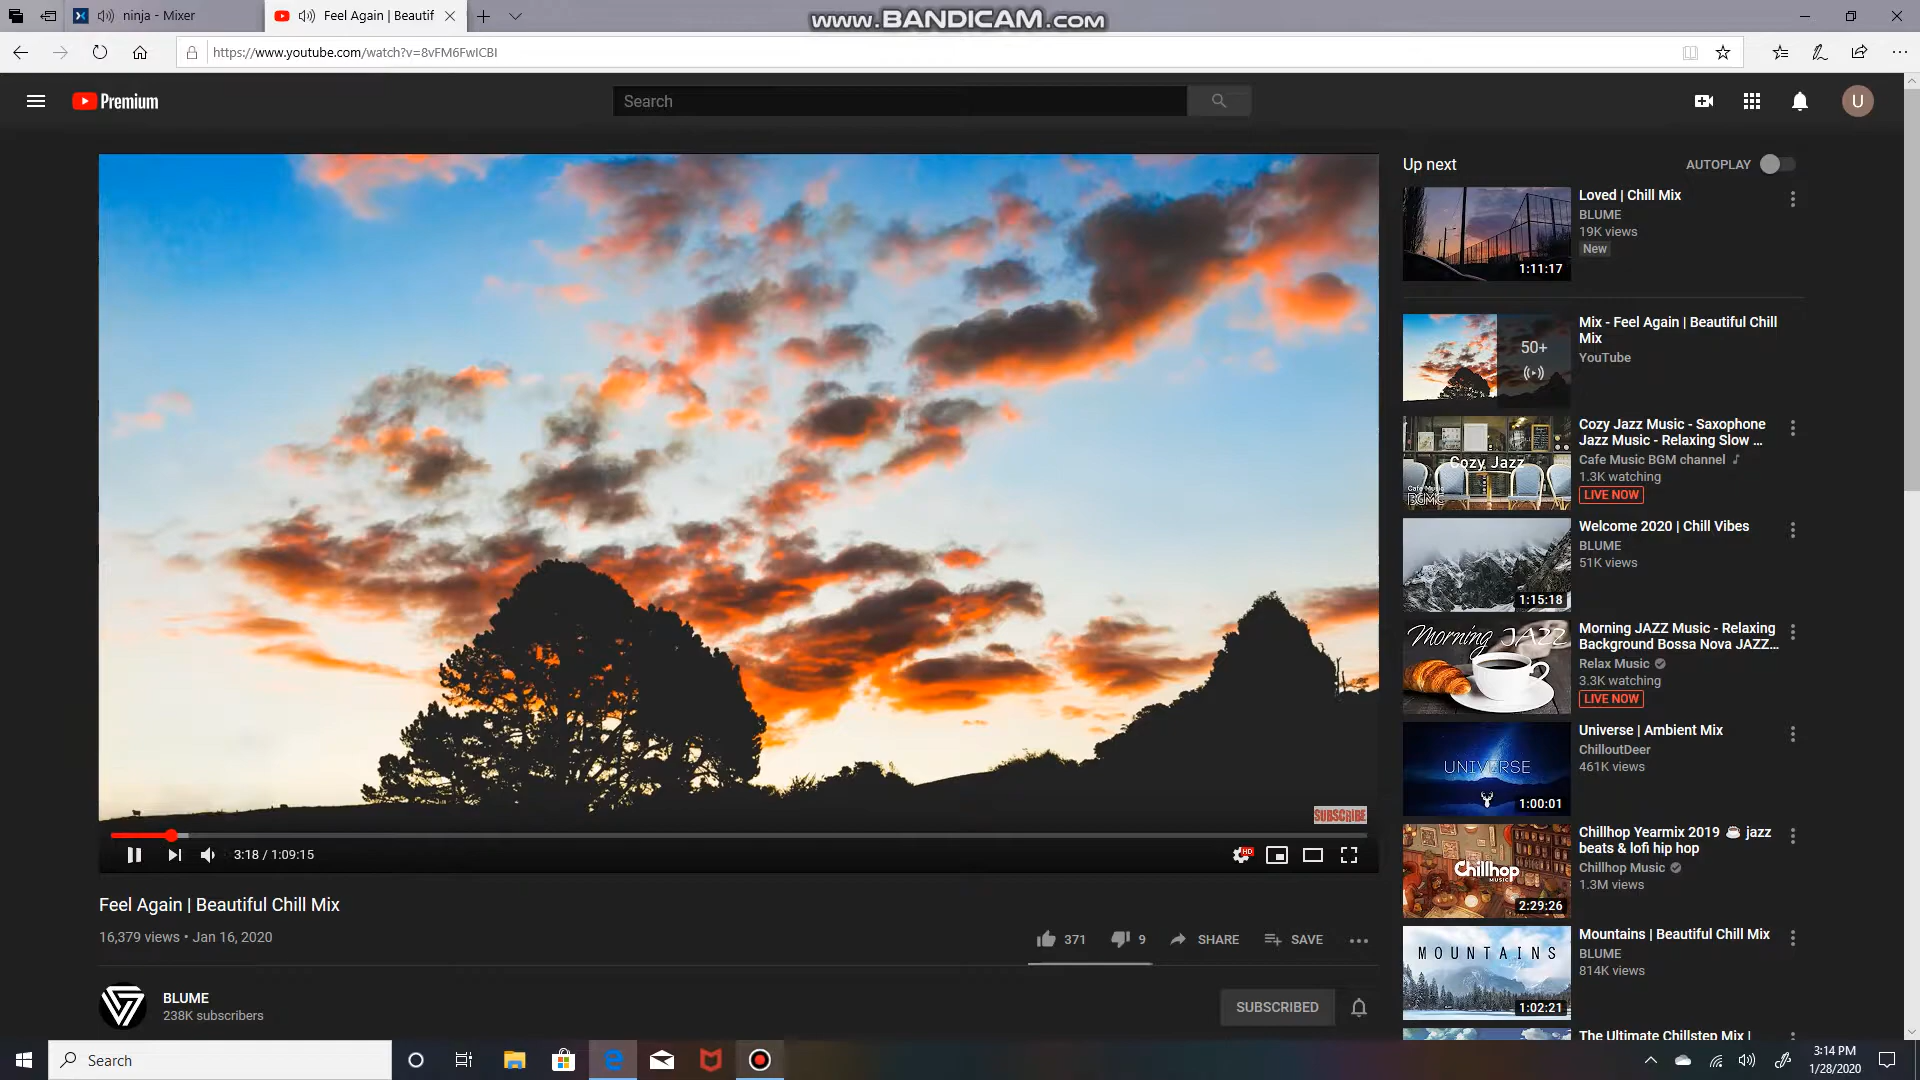 ninja - Mixer
Feel Again | Beautif
www.BANDICAM.com
https://www.youtube.com/watch?v=8vFM6FwICBI
Premium
Search
U
Up next
AUTOPLAY
Loved | Chill Mix
BLUME
19K views
New
1:11:17
Mix - Feel Again | Beautiful Chill
Mix
YouTube
50+
Cozy Jazz Music - Saxophone
Jazz Music - Relaxing Slow ...
Cafe Music BGM channel
1.3K watching
LIVE NOW
Cozy Jazz
Cafe Music
BGMC
Welcome 2020 | Chill Vibes
BLUME
51K views
1:15:18
Morning JAZZ Music - Relaxing
Background Bossa Nova JAZZ...
Relax Music
3.3K watching
LIVE NOW
Morning JAZZ
Universe | Ambient Mix
ChilloutDeer
461K views
UNIVERSE
1:00:01
Chillhop Yearmix 2019 ☕ jazz
beats & lofi hip hop
Chillhop Music
1.3M views
Chillhop
MUSIC
2:29:26
Mountains | Beautiful Chill Mix
BLUME
814K views
MOUNTAINS
1:02:21
The Ultimate Chillstep Mix |
SUBSCRIBE
3:18 / 1:09:15
HD
Feel Again | Beautiful Chill Mix
16,379 views • Jan 16, 2020
371
9
SHARE
SAVE
BLUME
238K subscribers
SUBSCRIBED
Search
3:14 PM
1/28/2020